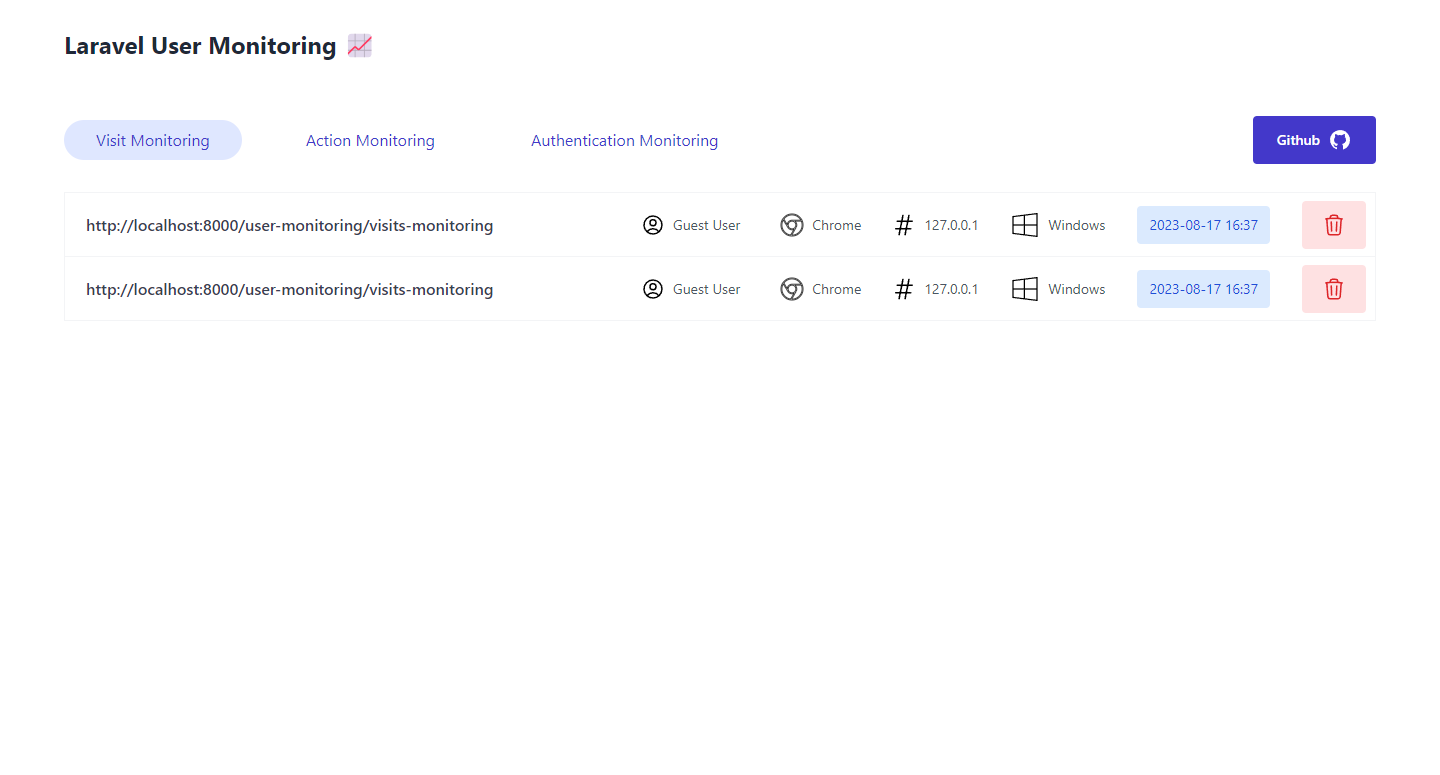 Laravel User Monitoring
Visit Monitoring Action Monitoring Authentication Monitoring Github
http://localhost:8000/user-monitoring/visits-monitoring Guest User Chrome # 127.0.0.1 Windows 2023-08-17 16:37
http://localhost:8000/user-monitoring/visits-monitoring Guest User Chrome # 127.0.0.1 Windows 2023-08-17 16:37